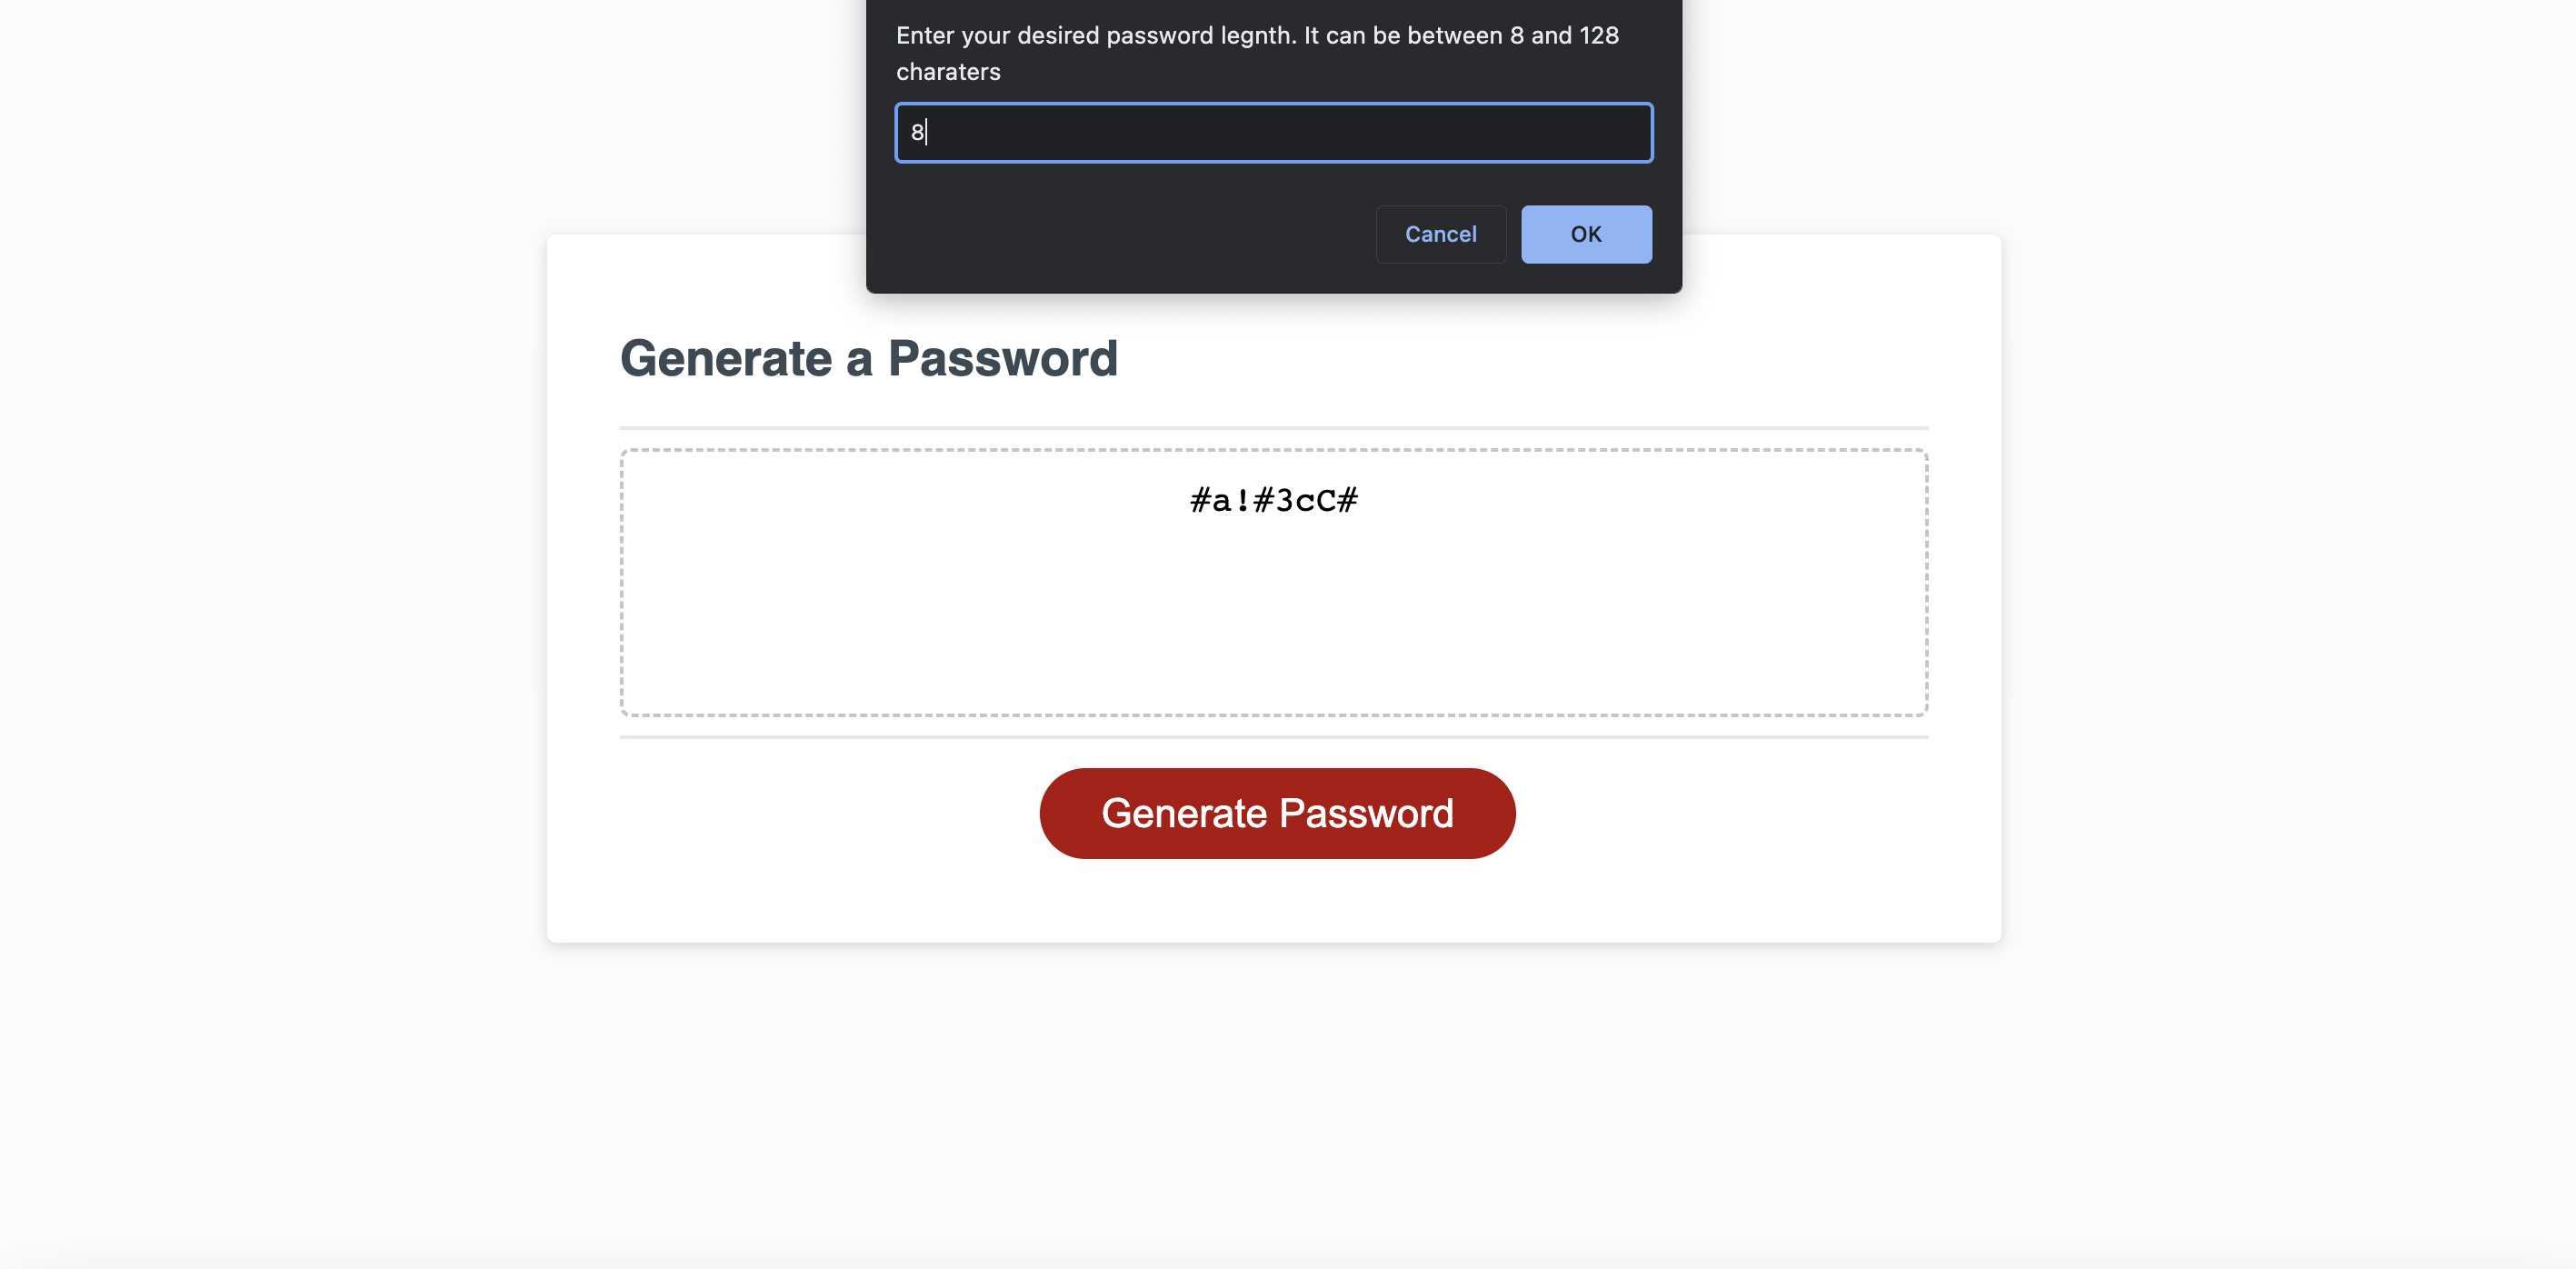 Enter your desired password legnth. It can be between 8 and 128
charaters
8
Cancel OK
Generate a Password
#a!#3cC#
Generate Password